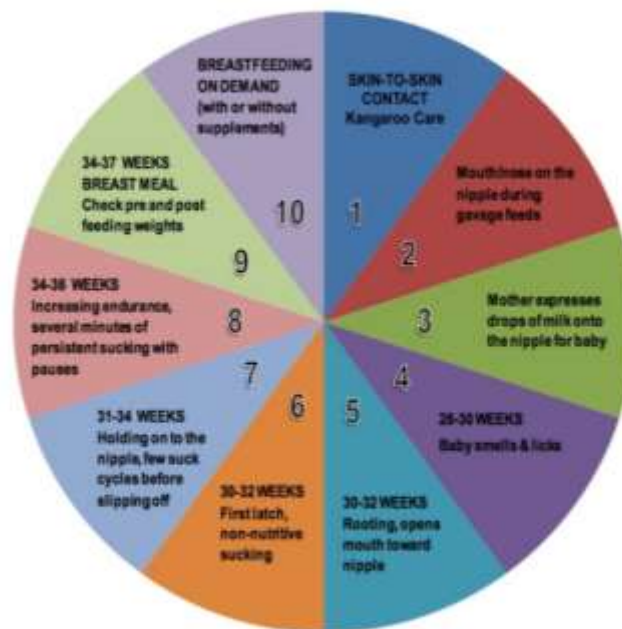 SKIN-TO-SKIN
CONTACT
Kangaroo Care
1
Mouth/nose on the
nipple during
gavage feeds
2
Mother expresses
drops of milk onto
the nipple for baby
3
WEEKS
Baby smells & licks
4
30-32 WEEKS
Rooting, opens
mouth toward
nipple
5
30-32 WEEKS
First latch,
non-nutritive
sucking
6
31-34 WEEKS
Holding on to the
nipple, few suck
cycles before
slipping off
7
WEEKS
Increasing endurance,
several minutes of
persistent sucking with
pauses
8
34-37 WEEKS
BREAST MEAL
Check pre and post
feeding weights
9
BREASTFEEDING
ON DEMAND
(with or without
supplements)
10